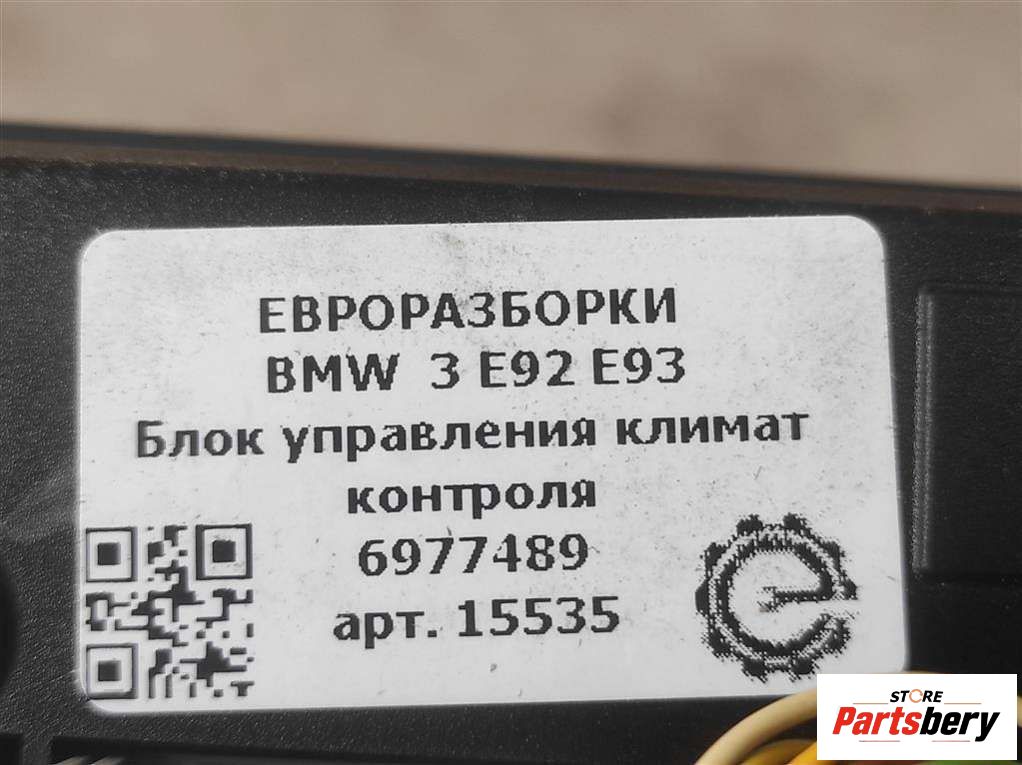 ЕВРОРАЗБОРКИ
BMW 3 E92 E93
Блок управления климат
контроля
6977489
арт. 15535
STORE
Partsbery